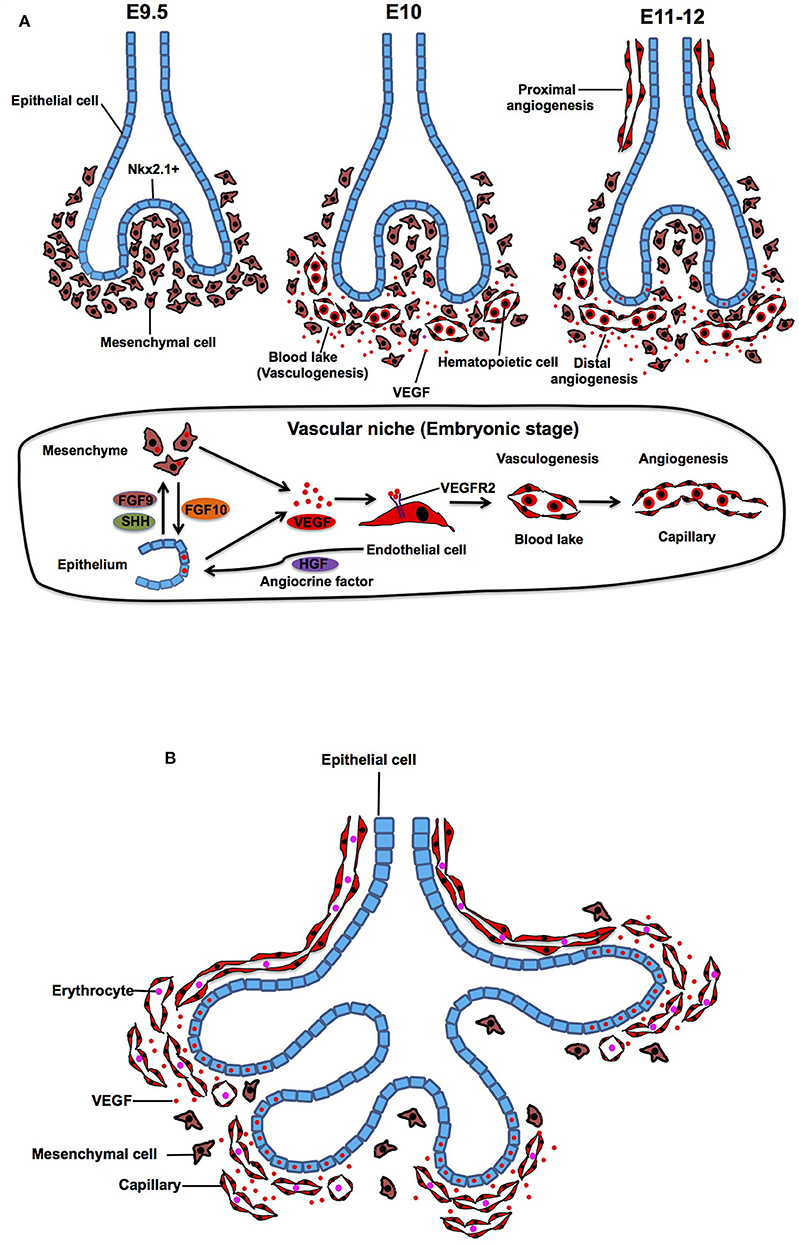 A
E9.5
E10
E11-12
Epithelial cell
Nkx2.1+
Mesenchymal cell
Blood lake
(Vasculogenesis)
Hematopoietic cell
VEGF
Proximal
angiogenesis
Distal
angiogenesis
Vascular niche (Embryonic stage)
Mesenchyme
FGF9
SHH
FGF10
Epithelium
VEGF
VEGFR2
Endothelial cell
HGF
Angiocrine factor
Vasculogenesis
Blood lake
Angiogenesis
Capillary
B
Epithelial cell
Erythrocyte
VEGF
Mesenchymal cell
Capillary